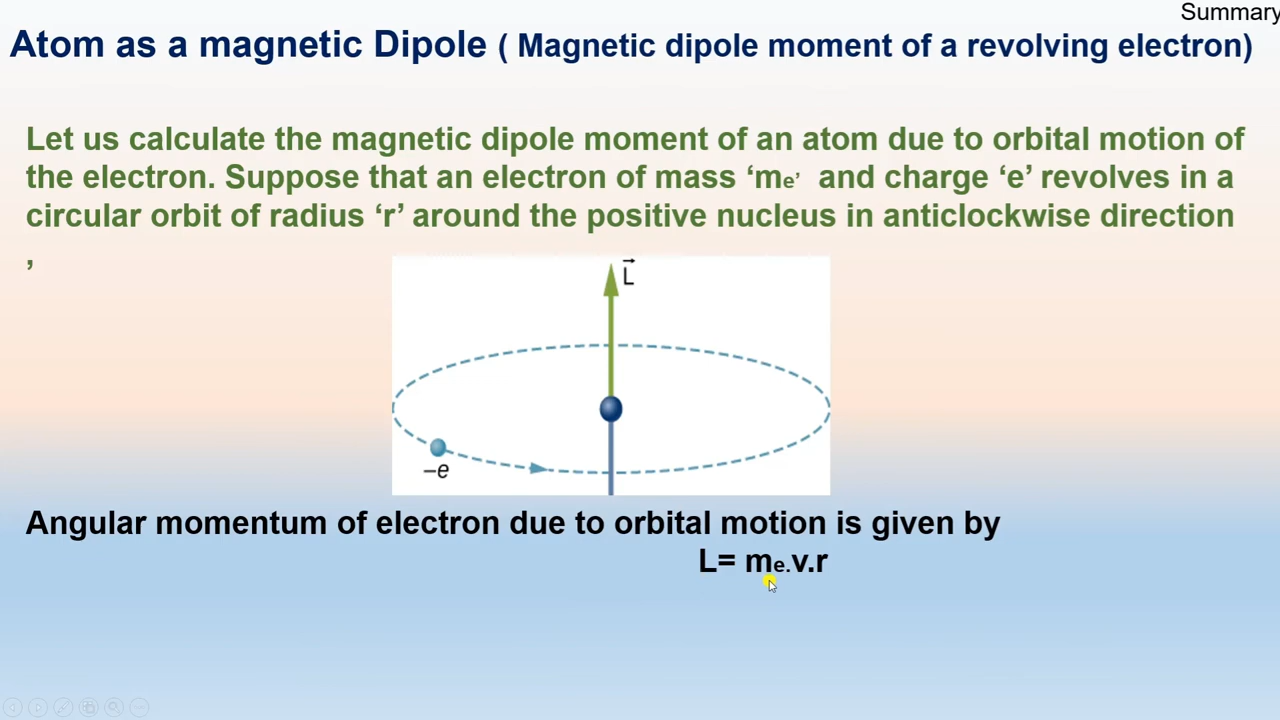 Summary
Atom as a magnetic Dipole ( Magnetic dipole moment of a revolving electron)
Let us calculate the magnetic dipole moment of an atom due to orbital motion of
the electron. Suppose that an electron of mass ‘me’ and charge ‘e’ revolves in a
circular orbit of radius ‘r’ around the positive nucleus in anticlockwise direction
,
L⃗
–e
Angular momentum of electron due to orbital motion is given by
L= me.v.r